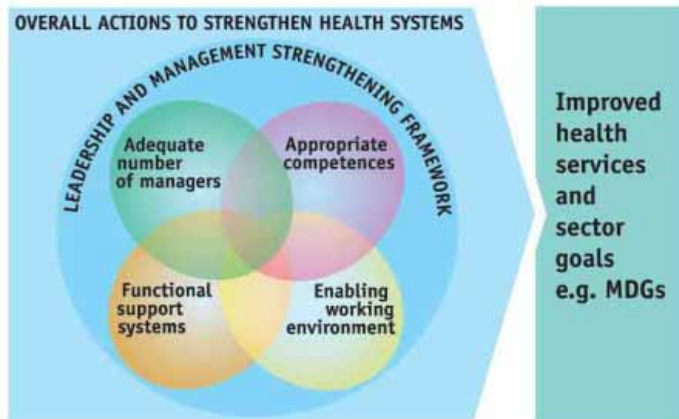 OVERALL ACTIONS TO STRENGTHEN HEALTH SYSTEMS
LEADERSHIP AND MANAGEMENT STRENGTHENING FRAMEWORK
Adequate
number
of managers
Appropriate
competences
Functional
support
systems
Enabling
working
environment
Improved
health
services
and
sector
goals
e.g. MDGs